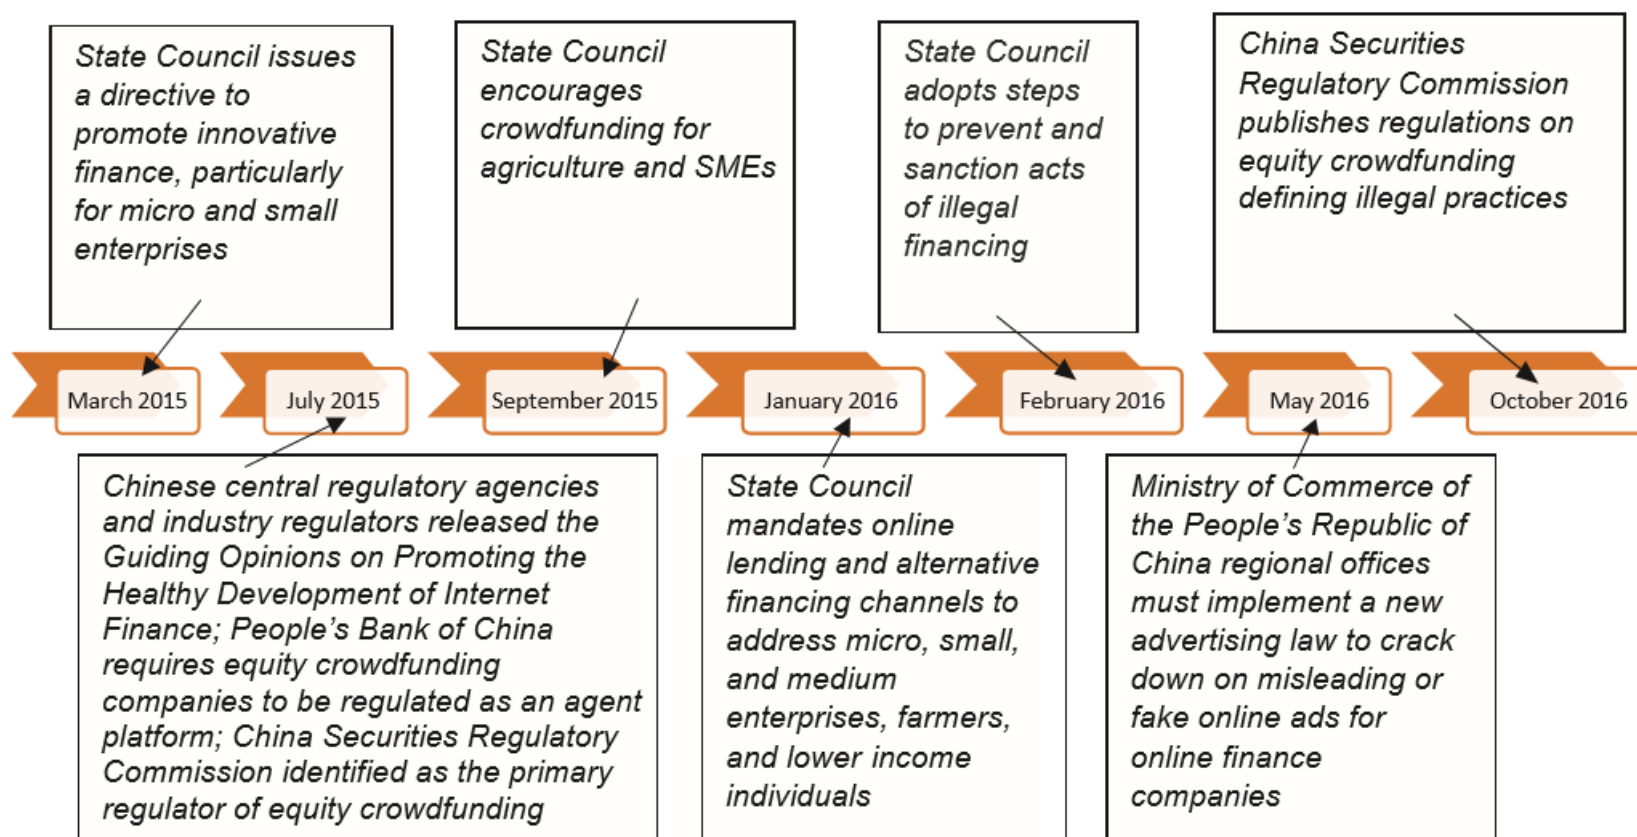 State Council issues
a directive to
promote innovative
finance, particularly
for micro and small
enterprises
State Council
encourages
crowdfunding for
agriculture and SMEs
State Council
adopts steps
to prevent and
sanction acts
of illegal
financing
China Securities
Regulatory Commission
publishes regulations on
equity crowdfunding
defining illegal practices
March 2015
July 2015
September 2015
January 2016
February 2016
May 2016
October 2016
Chinese central regulatory agencies
and industry regulators released the
Guiding Opinions on Promoting the
Healthy Development of Internet
Finance; People’s Bank of China
requires equity crowdfunding
companies to be regulated as an agent
platform; China Securities Regulatory
Commission identified as the primary
regulator of equity crowdfunding
State Council
mandates online
lending and alternative
financing channels to
address micro, small,
and medium
enterprises, farmers,
and lower income
individuals
Ministry of Commerce of
the People’s Republic of
China regional offices
must implement a new
advertising law to crack
down on misleading or
fake online ads for
online finance
companies